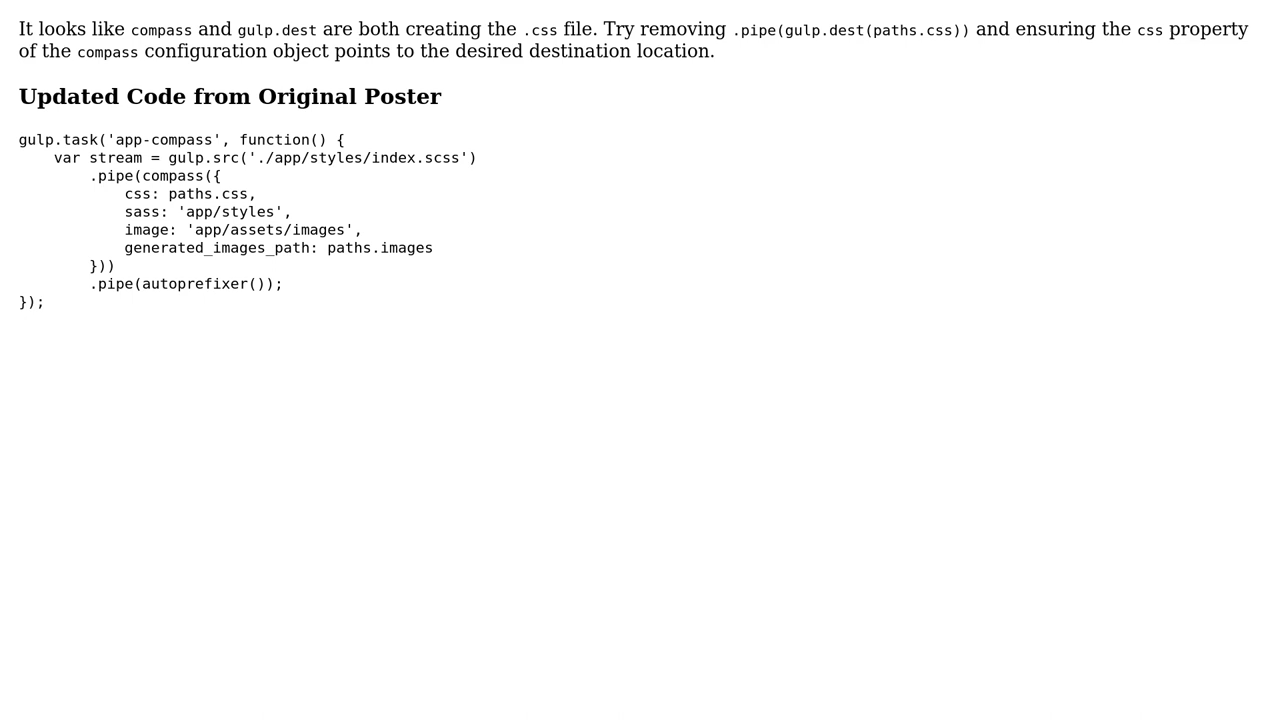 It looks like compass and gulp.dest are both creating the .css file. Try removing .pipe(gulp.dest(paths.css)) and ensuring the css property
of the compass configuration object points to the desired destination location.
Updated Code from Original Poster
gulp.task('app-compass', function() {
    var stream = gulp.src('./app/styles/index.scss')
        .pipe(compass({
            css: paths.css,
            sass: 'app/styles',
            image: 'app/assets/images',
            generated_images_path: paths.images
        }))
        .pipe(autoprefixer());
});